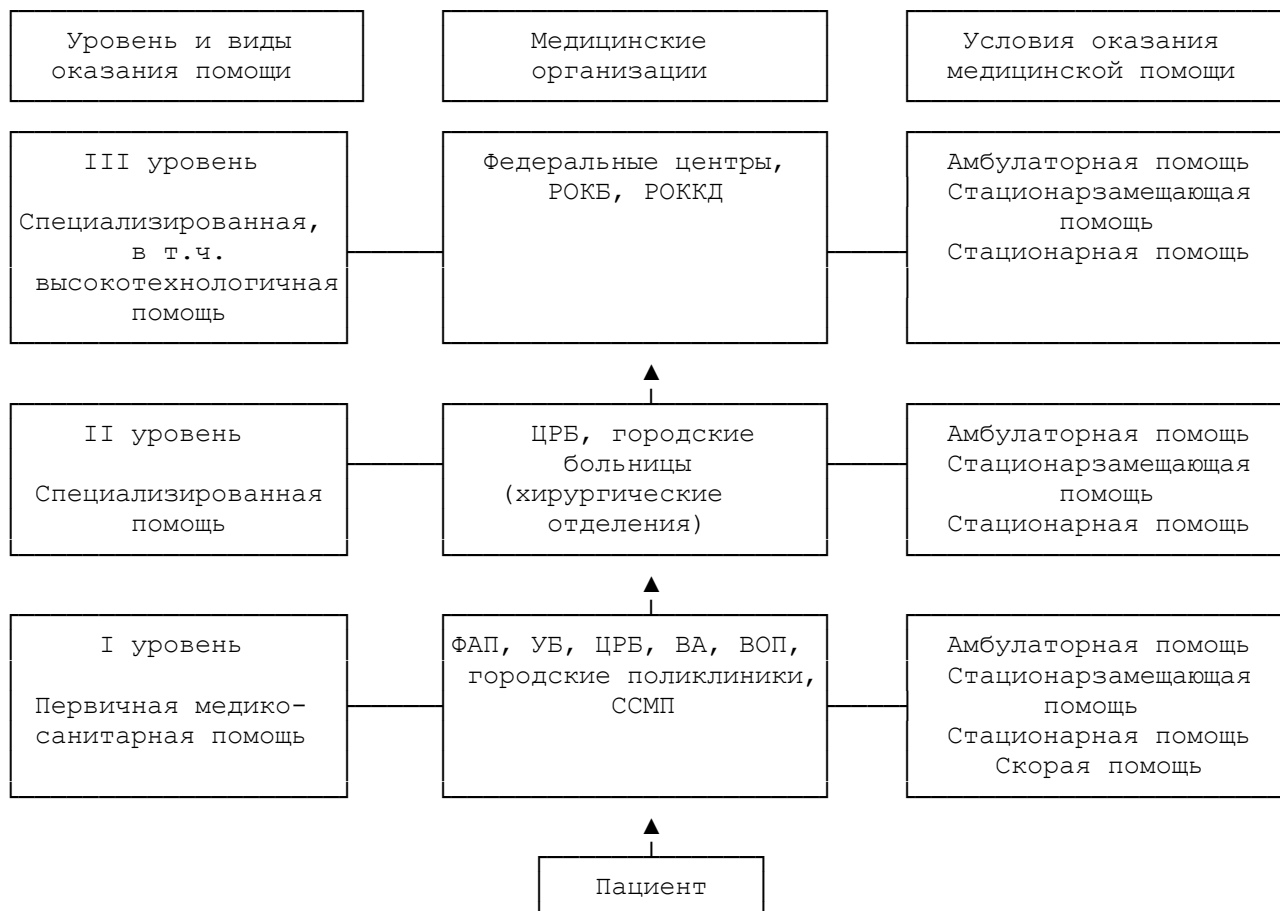 Уровень и виды
оказания помощи
Медицинские
организации
Условия оказания
медицинской помощи
III уровень
Специализированная,
в т.ч.
высокотехнологичная
помощь
Федеральные центры,
РОКБ, РОККД
Амбулаторная помощь
Стационарзамещающая
помощь
Стационарная помощь
II уровень
Специализированная
помощь
ЦРБ, городские
больницы
(хирургические
отделения)
Амбулаторная помощь
Стационарзамещающая
помощь
Стационарная помощь
I уровень
Первичная медико-
санитарная помощь
ФАП, УБ, ЦРБ, ВА, ВОП,
городские поликлиники,
ССМП
Амбулаторная помощь
Стационарзамещающая
помощь
Стационарная помощь
Скорая помощь
Пациент